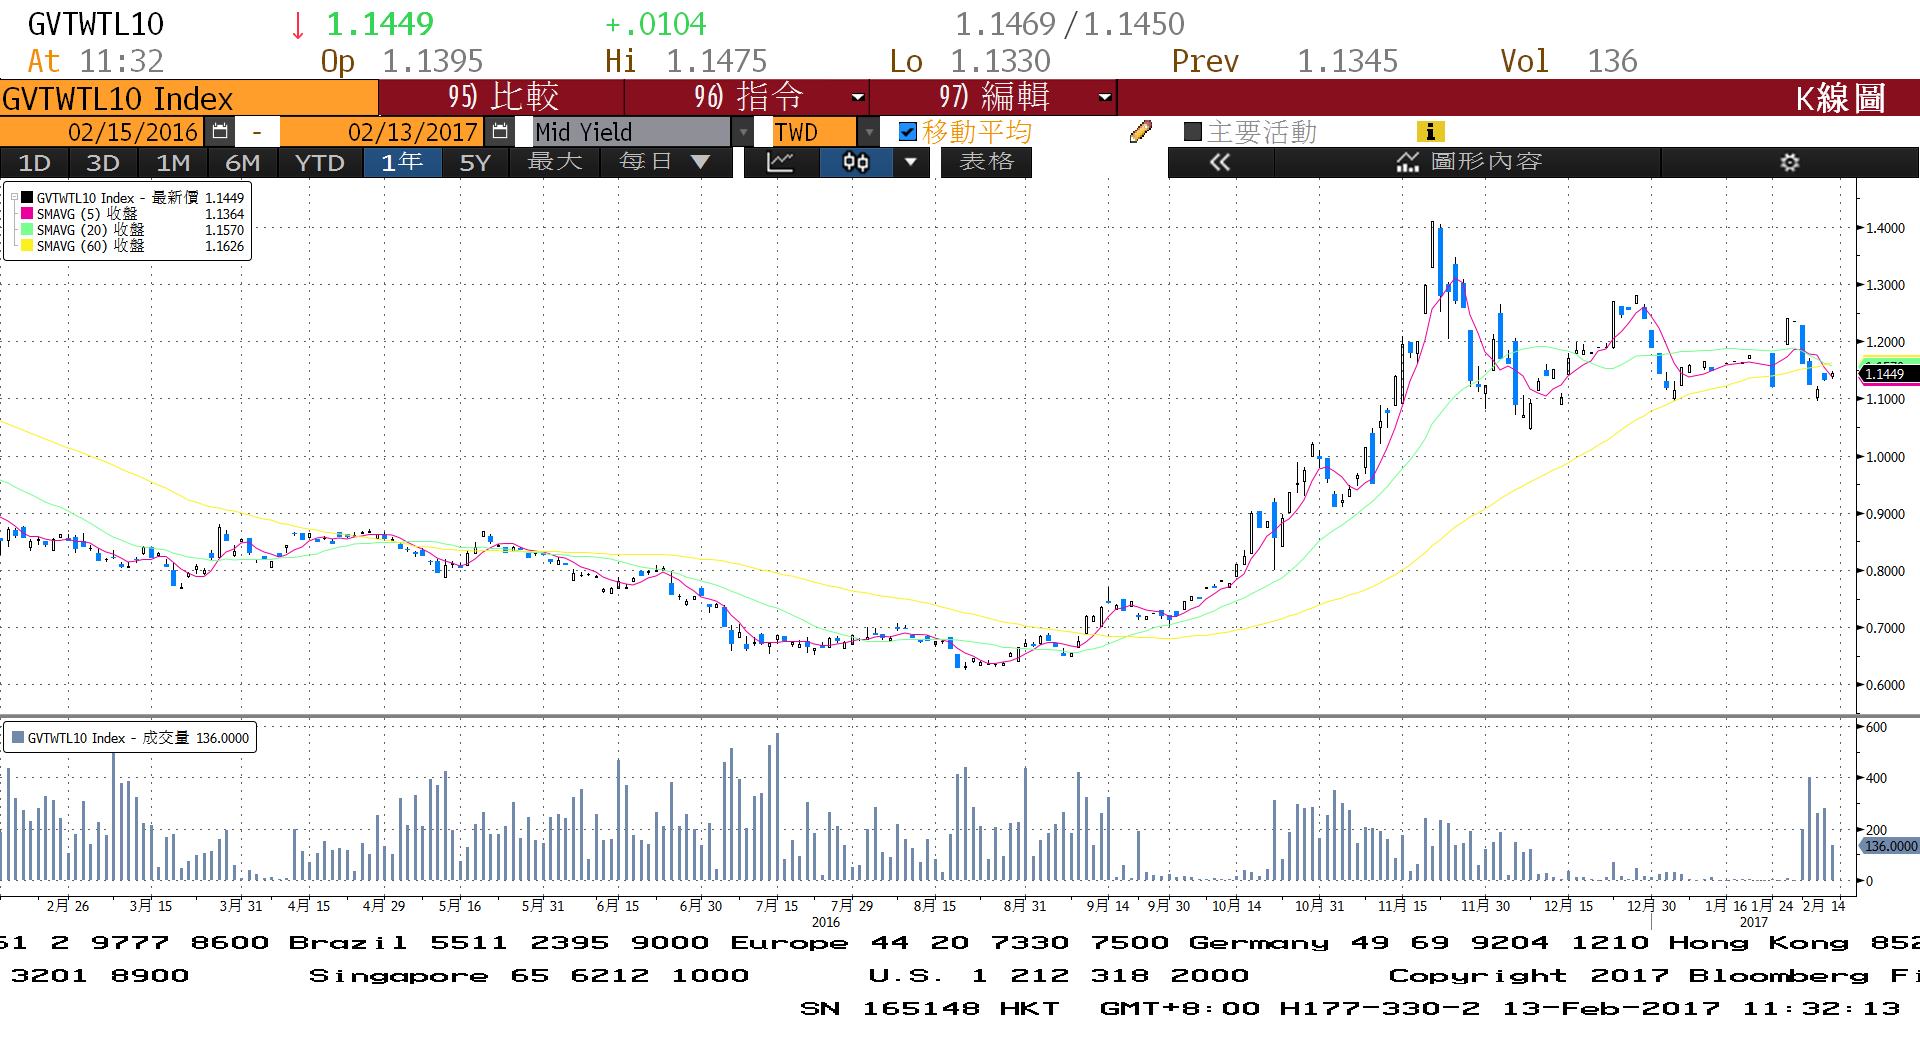 GVTWTL10 ↓ 1.1449 +.0104 1.1469/1.1450
At 11:32 Op 1.1395 Hi 1.1475 Lo 1.1330 Prev 1.1345 Vol 136
GVTWTL10 Index 95) 比較 96) 指令 97) 編輯 K線圖
02/15/2016 - 02/13/2017 Mid Yield TWD 移動平均 主要活動 i
1D 3D 1M 6M YTD 1年 5Y 最大 每日 ▼ 表格 « 圖形內容
GVTWTL10 Index - 最新價 1.1449
SMAVG (5) 收盤 1.1364
SMAVG (20) 收盤 1.1570
SMAVG (60) 收盤 1.1626
1.4000
1.3000
1.2000
1.1449
1.1000
1.0000
0.9000
0.8000
0.7000
0.6000
GVTWTL10 Index - 成交量 136.0000
600
400
200
136.0000
0
2月 26 3月 15 3月 31 4月 15 4月 29 5月 16 5月 31 6月 15 6月 30 7月 15 7月 29 8月 15 8月 31 9月 14 9月 30 10月 14 10月 31 11月 15 11月 30 12月 15 12月 30 1月 16 1月 24 2月 14
2016 2017
61 2 9777 8600 Brazil 5511 2395 9000 Europe 44 20 7330 7500 Germany 49 69 9204 1210 Hong Kong 852
3201 8900 Singapore 65 6212 1000 U.S. 1 212 318 2000 Copyright 2017 Bloomberg Fi
SN 165148 HKT GMT+8:00 H177-330-2 13-Feb-2017 11:32:13